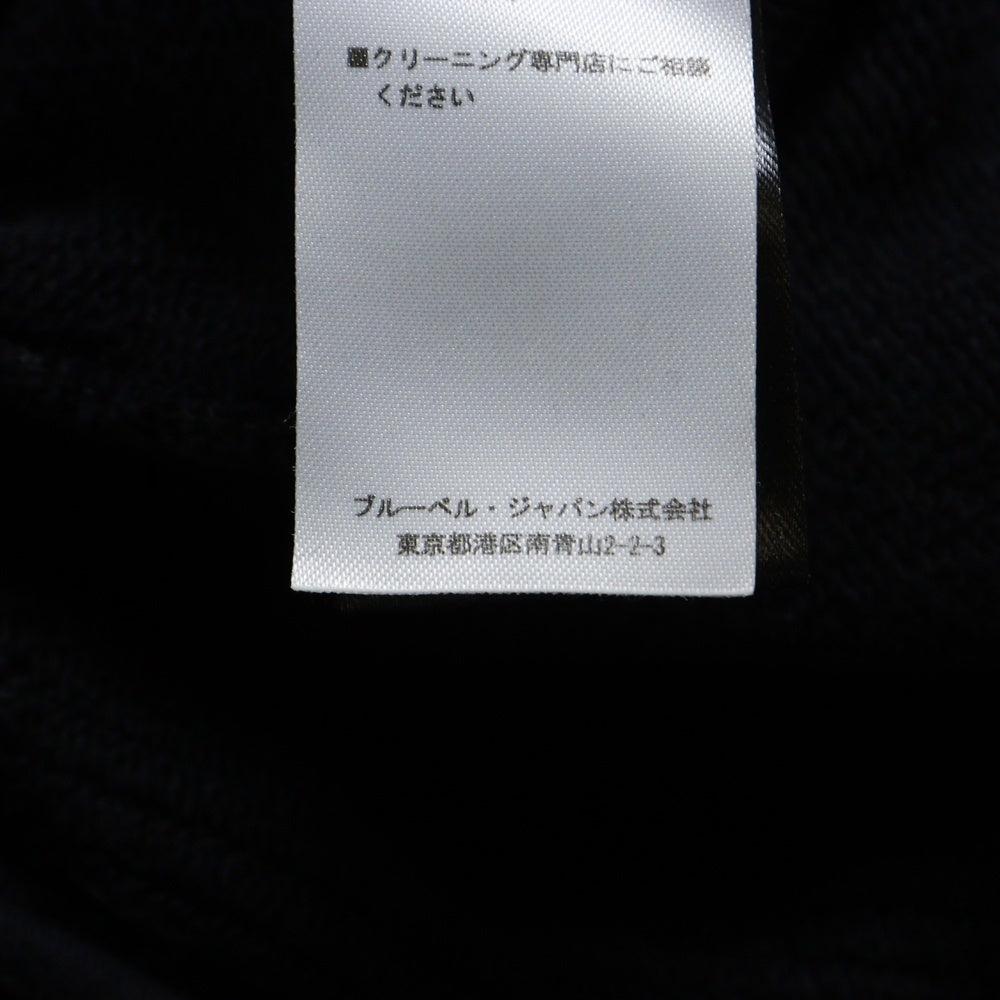 ■クリーニング専門店にご相談
ください
ブルーベル・ジャパン株式会社
東京都港区南青山2-2-3